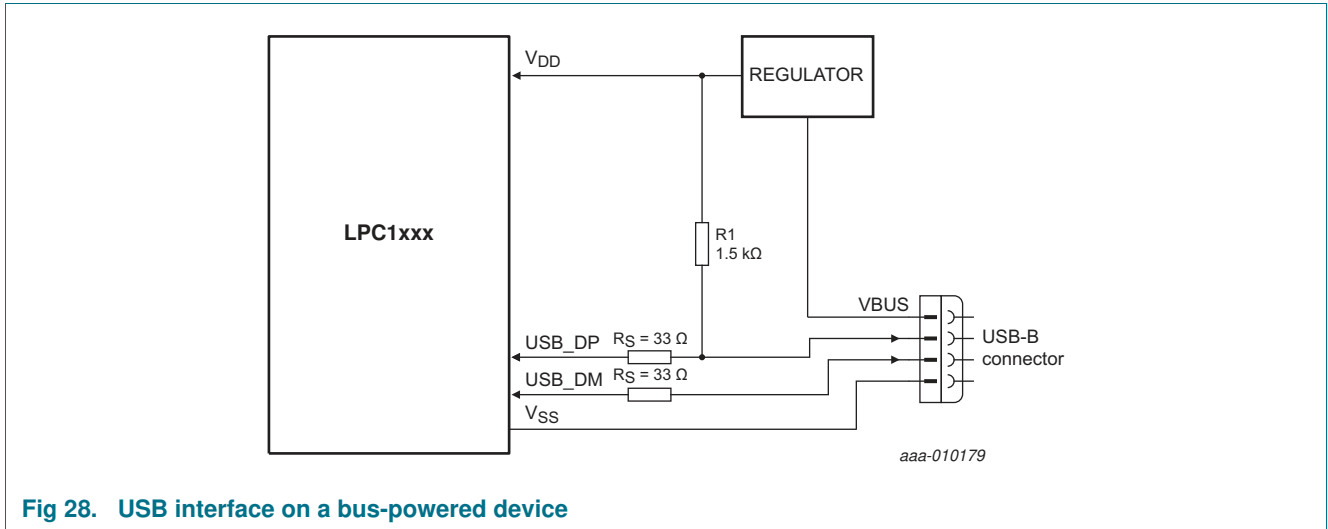 VDD
REGULATOR
LPC1xxx
R1
1.5 kΩ
VBUS
USB_DP RS = 33 Ω
USB-B
connector
USB_DM RS = 33 Ω
VSS
aaa-010179
Fig 28. USB interface on a bus-powered device